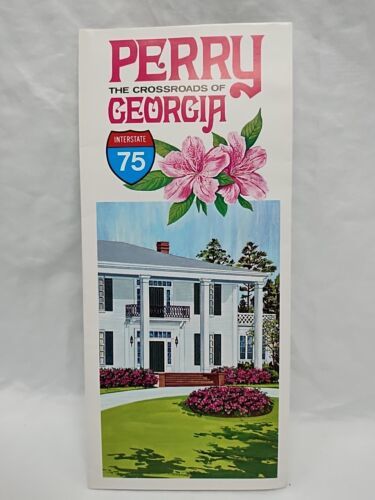 PERRY
THE CROSSROADS OF
GEORGIA
INTERSTATE
75